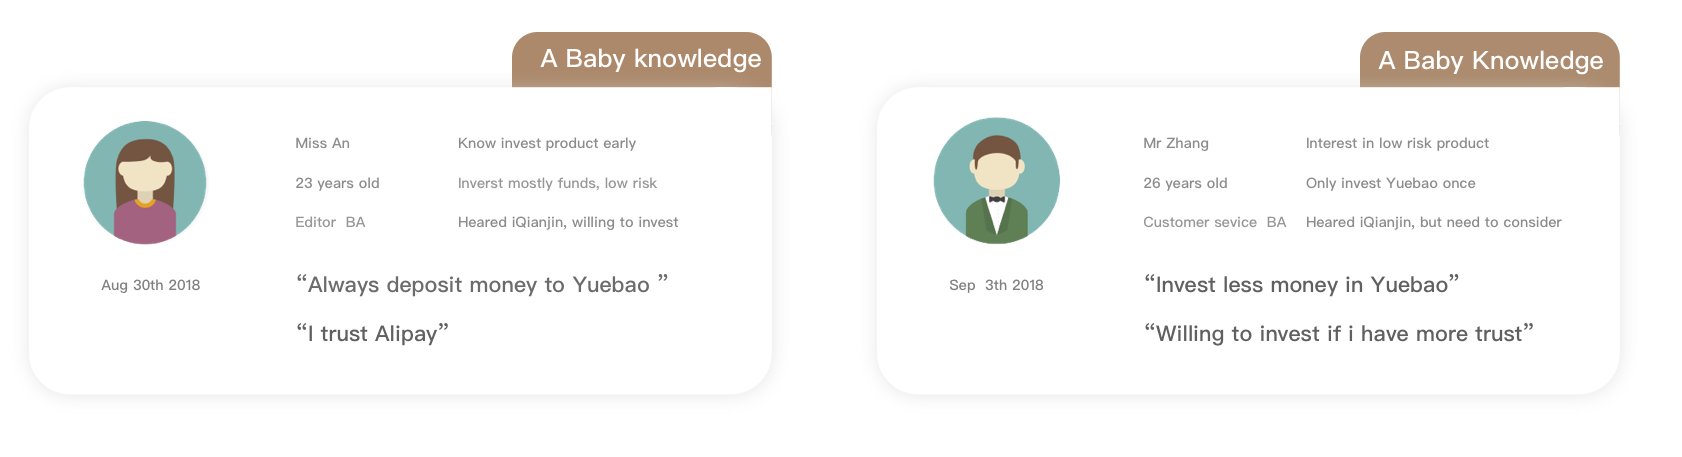 A Baby knowledge
Miss An
Know invest product early
23 years old
Inverst mostly funds, low risk
Editor  BA
Heared iQianjin, willing to invest
Aug 30th 2018
“Always deposit money to Yuebao ”
“I trust Alipay”
A Baby Knowledge
Mr Zhang
Interest in low risk product
26 years old
Only invest Yuebao once
Customer sevice  BA
Heared iQianjin, but need to consider
Sep  3th 2018
“Invest less money in Yuebao”
“Willing to invest if i have more trust”